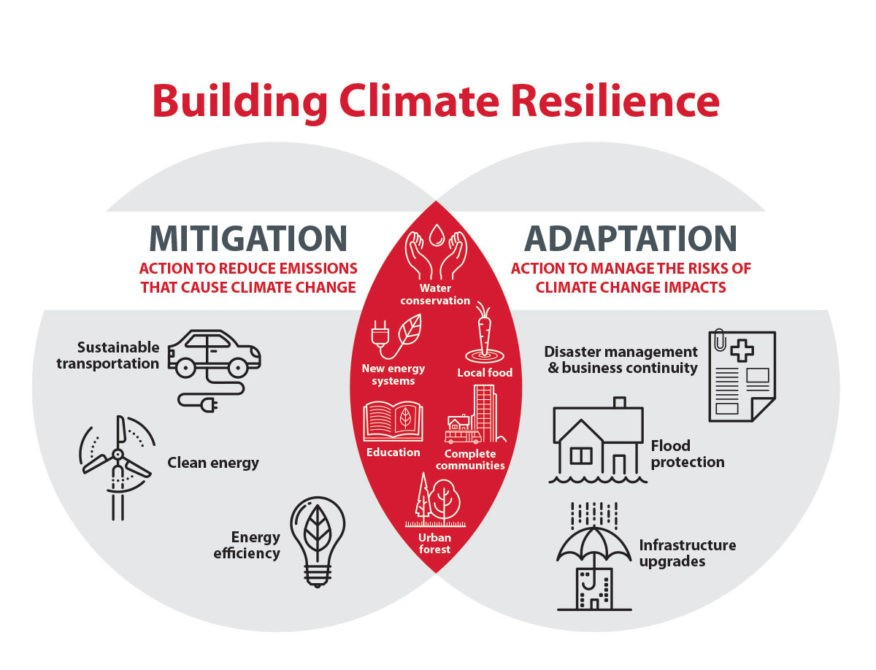 Building Climate Resilience
MITIGATION
ACTION TO REDUCE EMISSIONS
THAT CAUSE CLIMATE CHANGE
ADAPTATION
ACTION TO MANAGE THE RISKS OF
CLIMATE CHANGE IMPACTS
Sustainable
transportation
Clean energy
Energy
efficiency
Water
conservation
New energy
systems
Local food
Education
Complete
communities
Urban
forest
Disaster management
& business continuity
Flood
protection
Infrastructure
upgrades